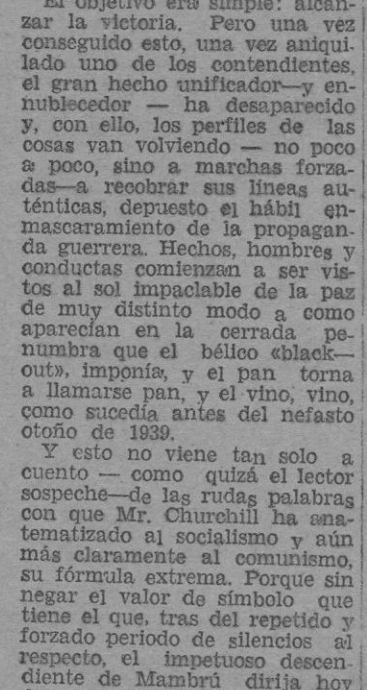 El objetivo era simple: alcan-
zar la victoria. Pero una vez
conseguido esto, una vez aniqui-
lado uno de los contendientes,
el gran hecho unificador—y en-
nublecedor — ha desaparecido
y, con ello, los perfiles de las
cosas van volviendo — no poco
a poco, sino a marchas forza-
das—a recobrar sus líneas au-
ténticas, depuesto el hábil en-
mascaramiento de la propagan-
da guerrera. Hechos, hombres y
conductas comienzan a ser vis-
tos al sol impaclable de la paz
de muy distinto modo a como
aparecían en la cerrada pe-
numbra que el bélico «black—
out», imponía, y el pan torna
a llamarse pan, y el vino, vino,
como sucedía antes del nefasto
otoño de 1939.
Y esto no viene tan solo a
cuento — como quizá el lector
sospeche—de las rudas palabras
con que Mr. Churchill ha ana-
tematizado al socialismo y aún
más claramente al comunismo,
su fórmula extrema. Porque sin
negar el valor de símbolo que
tiene el que, tras del repetido y
forzado periodo de silencios al
respecto, el impetuoso descen-
diente de Mambrú dirija hoy